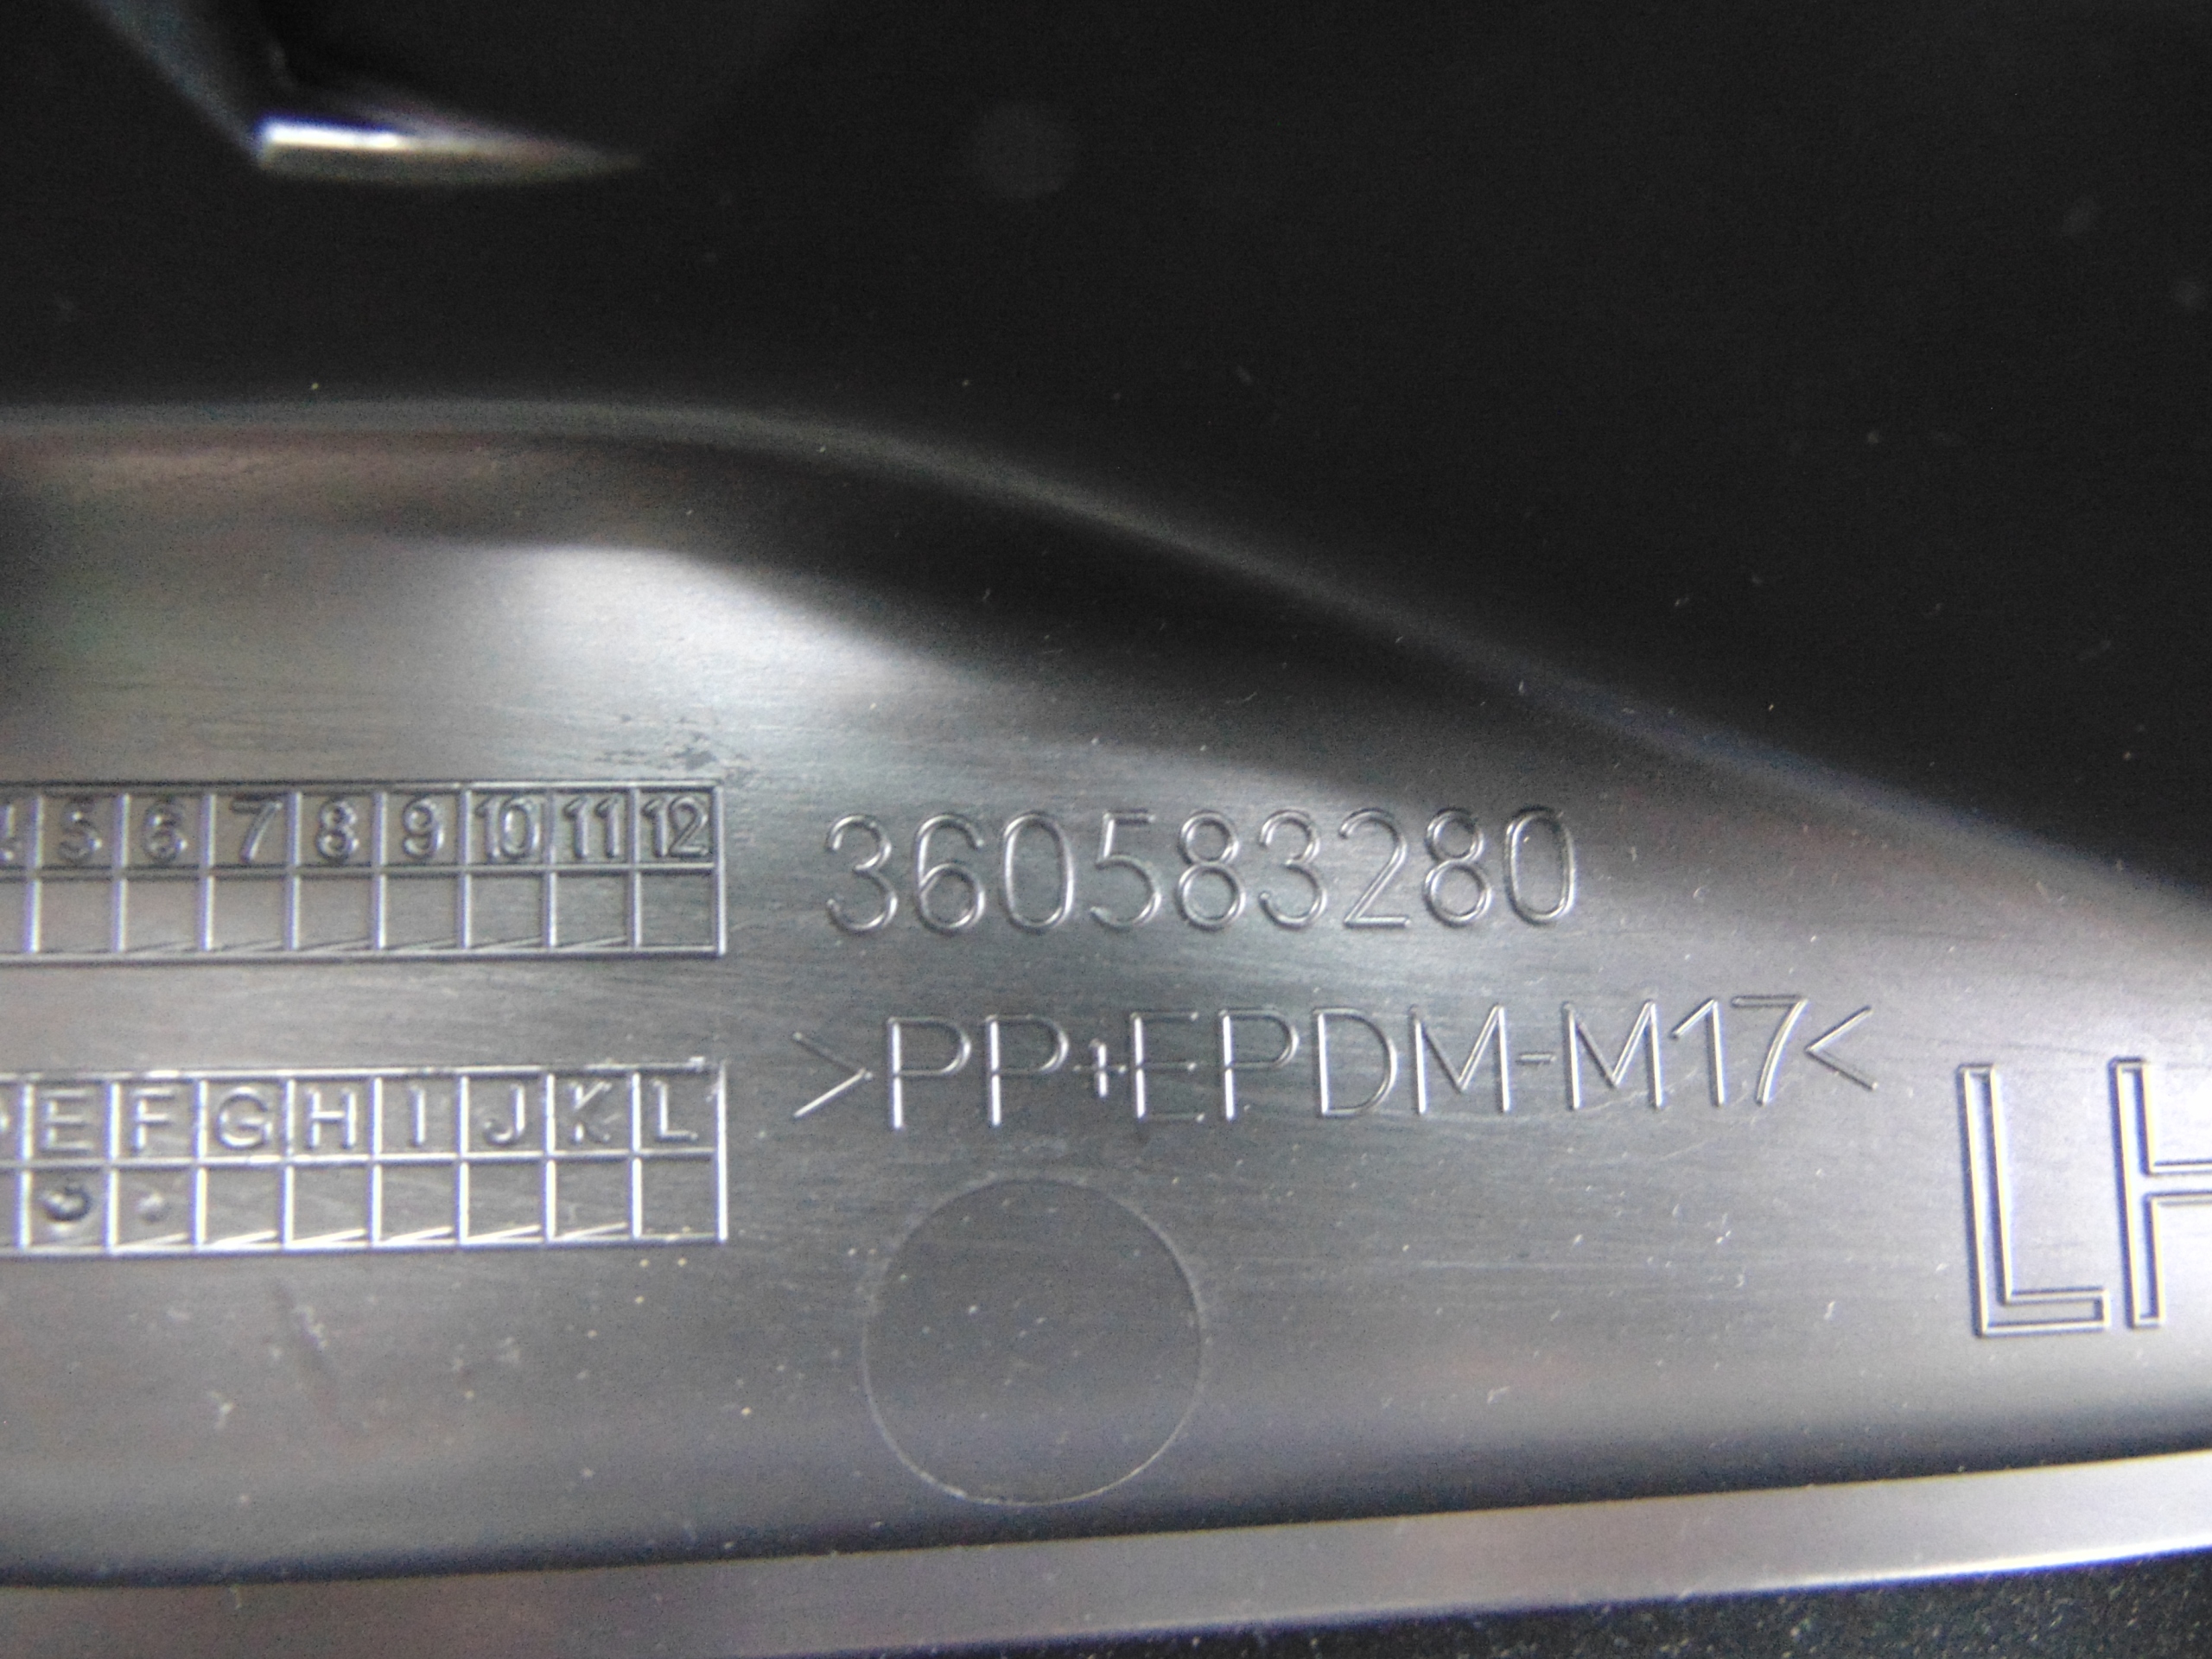 5 6 7 8 9 10 11 12
360583280
>PP+EPDM-M17<
E F G H I J K L
LH